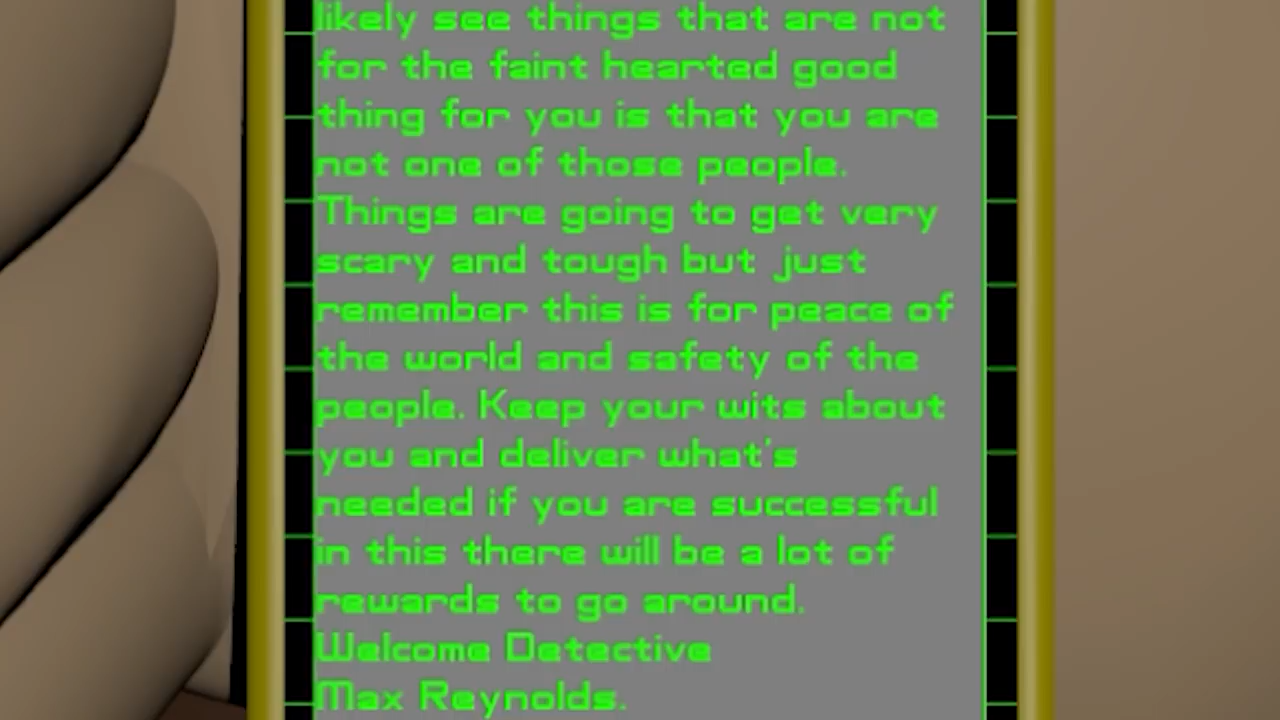 likely see things that are not
for the faint hearted good
thing for you is that you are
not one of those people.
Things are going to get very
scary and tough but just
remember this is for peace of
the world and safety of the
people. Keep your wits about
you and deliver what's
needed if you are successful
in this there will be a lot of
rewards to go around.
Welcome Detective
Max Reynolds.